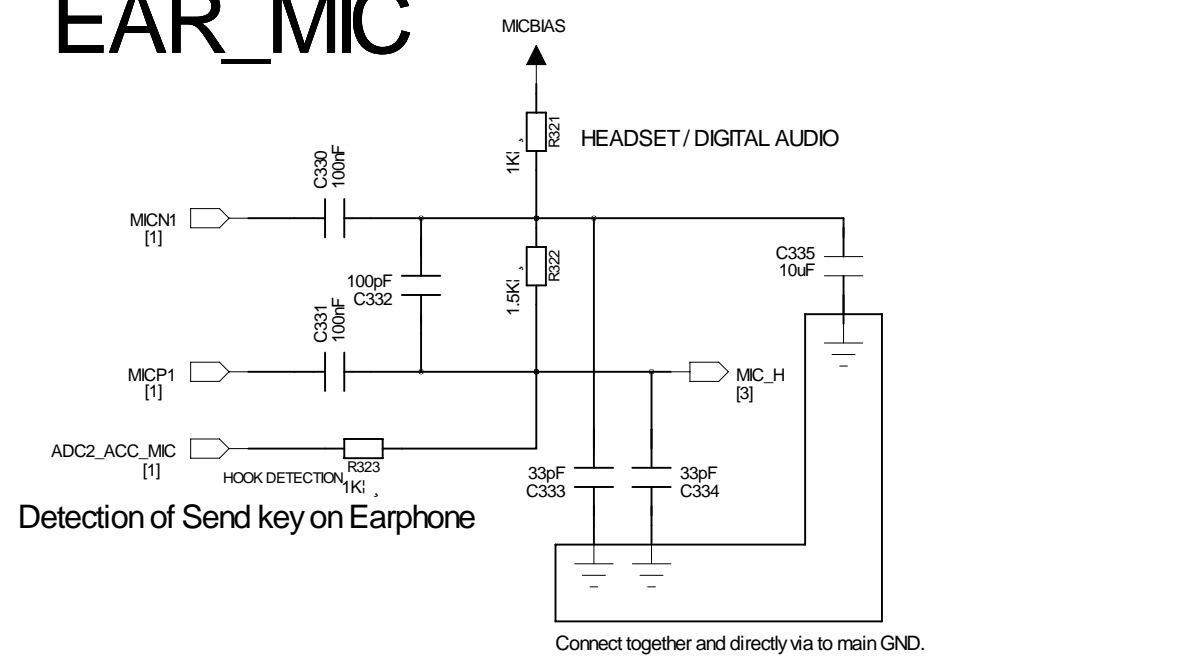 EAR_MIC
MICBIAS
R321
1K¦ ¸
HEADSET / DIGITAL AUDIO
C330
100nF
MICN1
[1]
R322
1.5K¦ ¸
C335
10uF
100pF
C332
C331
100nF
MICP1
[1]
MIC_H
[3]
ADC2_ACC_MIC
[1]
HOOK DETECTION
R323
1K¦ ¸
33pF
C333
33pF
C334
Detection of Send key on Earphone
Connect together and directly via to main GND.